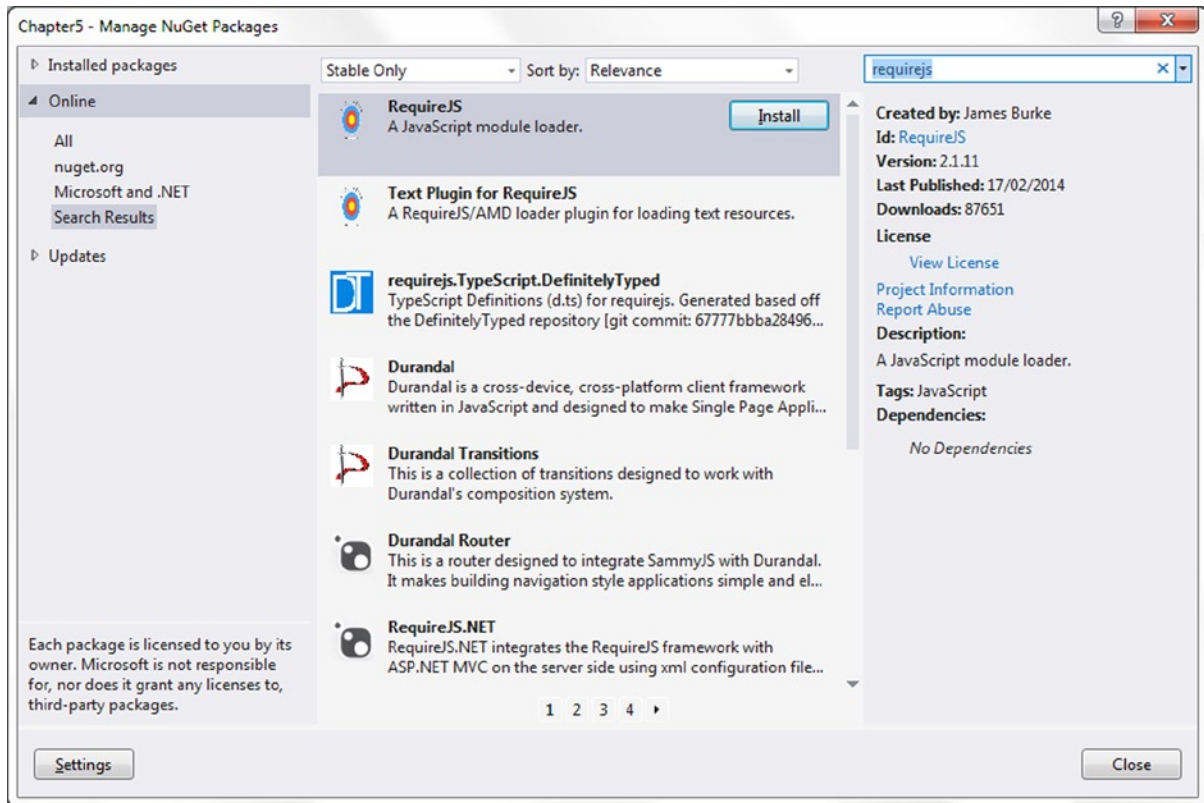 Chapter5 - Manage NuGet Packages
Installed packages
Online
All
nuget.org
Microsoft and .NET
Search Results
Updates
Each package is licensed to you by its
owner. Microsoft is not responsible
for, nor does it grant any licenses to,
third-party packages.
Settings
Stable Only
Sort by: Relevance
RequireJS
A JavaScript module loader.
Install
Text Plugin for RequireJS
A RequireJS/AMD loader plugin for loading text resources.
DT
requirejs.TypeScript.DefinitelyTyped
TypeScript Definitions (d.ts) for requirejs. Generated based off
the DefinitelyTyped repository [git commit: 67777bbba28496...
Durandal
Durandal is a cross-device, cross-platform client framework
written in JavaScript and designed to make Single Page Appli...
Durandal Transitions
This is a collection of transitions designed to work with
Durandal's composition system.
Durandal Router
This is a router designed to integrate SammyJS with Durandal.
It makes building navigation style applications simple and el...
RequireJS.NET
RequireJS.NET integrates the RequireJS framework with
ASP.NET MVC on the server side using xml configuration file...
1 2 3 4
requirejs
Created by: James Burke
Id: RequireJS
Version: 2.1.11
Last Published: 17/02/2014
Downloads: 87651
License
View License
Project Information
Report Abuse
Description:
A JavaScript module loader.
Tags: JavaScript
Dependencies:
No Dependencies
Close